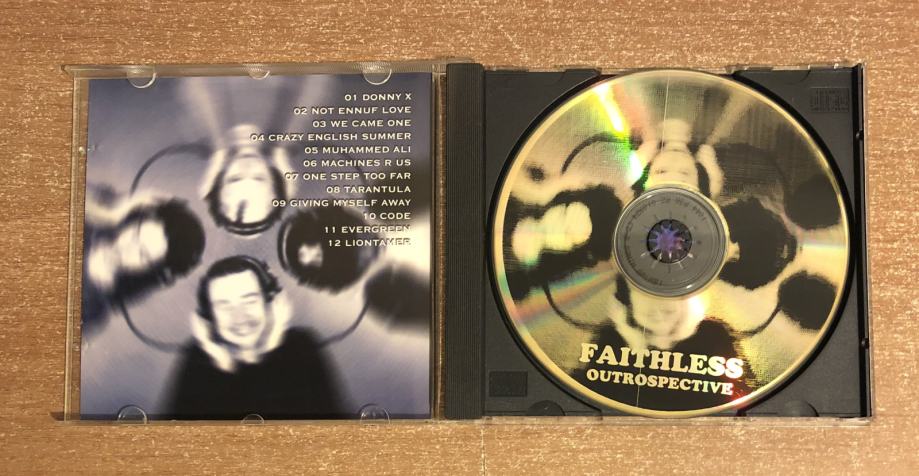 01 DONNY X
02 NOT ENNUF LOVE
03 WE CAME ONE
04 CRAZY ENGLISH SUMMER
05 MUHAMMED ALI
06 MACHINES R US
07 ONE STEP TOO FAR
08 TARANTULA
09 GIVING MYSELF AWAY
10 CODE
11 EVERGREEN
12 LIONTAMER
FAITHLESS
OUTROSPECTIVE